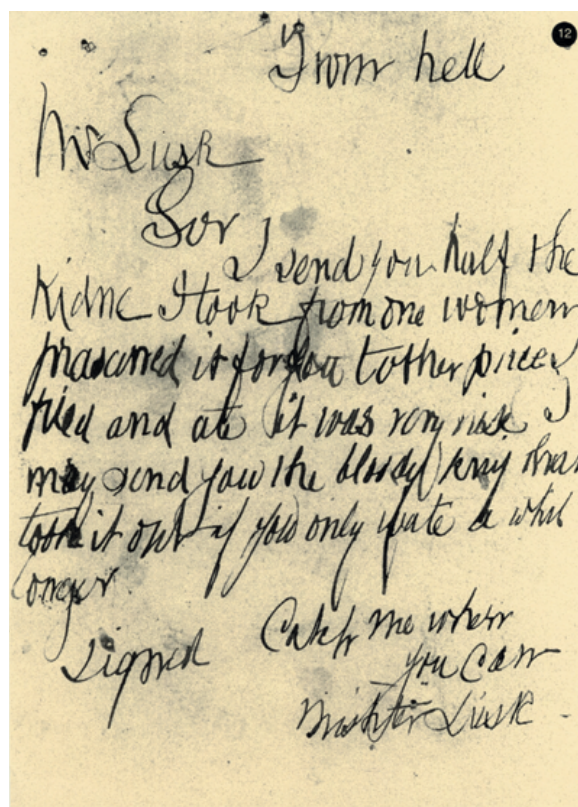 12
From hell
Mr Lusk
Sor
I send you half the
Kidne I took from one women
prasarved it for you tother piece I
fried and ate it was very nise I
may send you the bloody knif that
took it out if you only wate a whil
longer
signed
Catch me when
you Can
Mishter Lusk